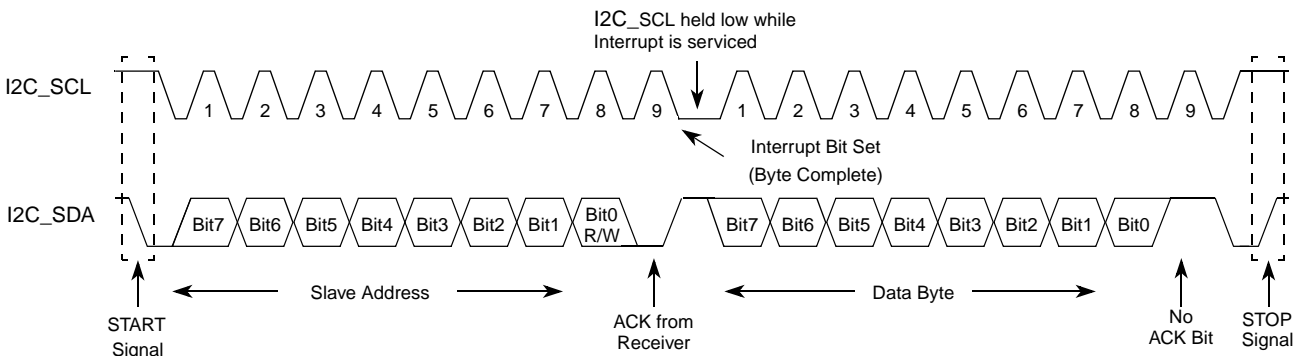 I2C_SCL held low while
Interrupt is serviced
I2C_SCL
1 2 3 4 5 6 7 8 9 1 2 3 4 5 6 7 8 9
Interrupt Bit Set
(Byte Complete)
I2C_SDA
Bit7 Bit6 Bit5 Bit4 Bit3 Bit2 Bit1 Bit0 R/W Bit7 Bit6 Bit5 Bit4 Bit3 Bit2 Bit1 Bit0
Slave Address
Data Byte
START
Signal
ACK from
Receiver
No
ACK Bit
STOP
Signal